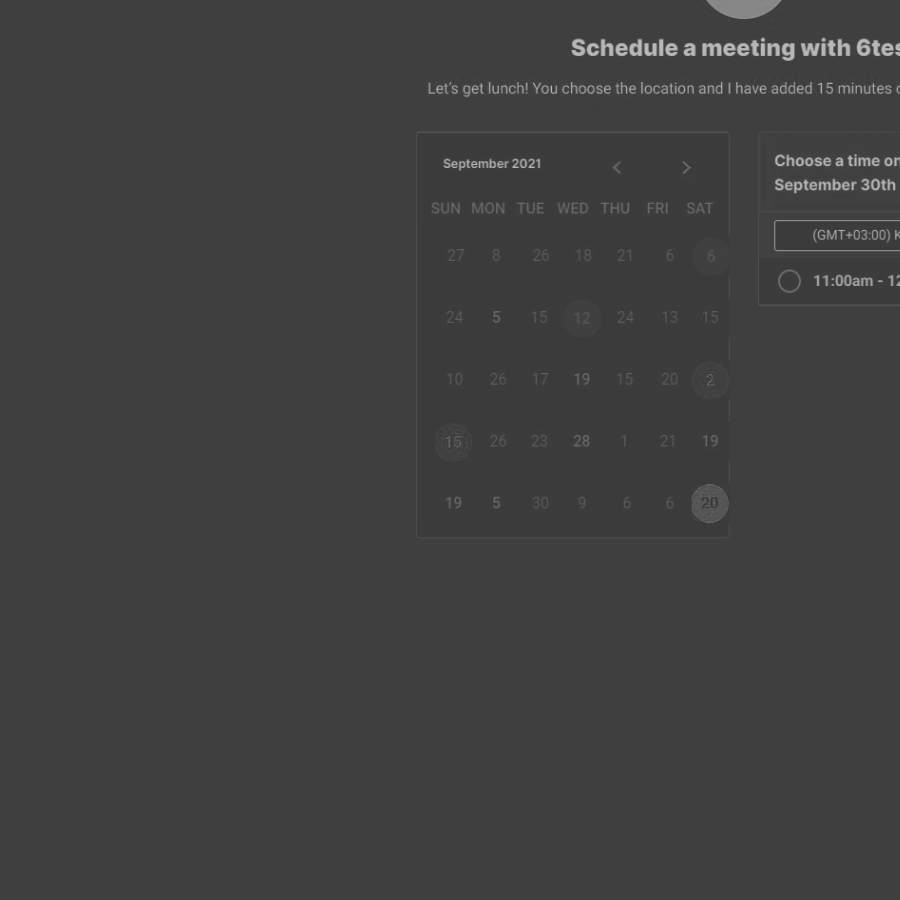 Schedule a meeting with 6tes
Let's get lunch! You choose the location and I have added 15 minutes
September 2021
SUN MON TUE WED THU FRI SAT
27 8 26 18 21 6 6
24 5 15 12 24 13 15
10 26 17 19 15 20 2
15 26 23 28 1 21 19
19 5 30 9 6 6 20
Choose a time on
September 30th
(GMT+03:00) K
11:00am - 12